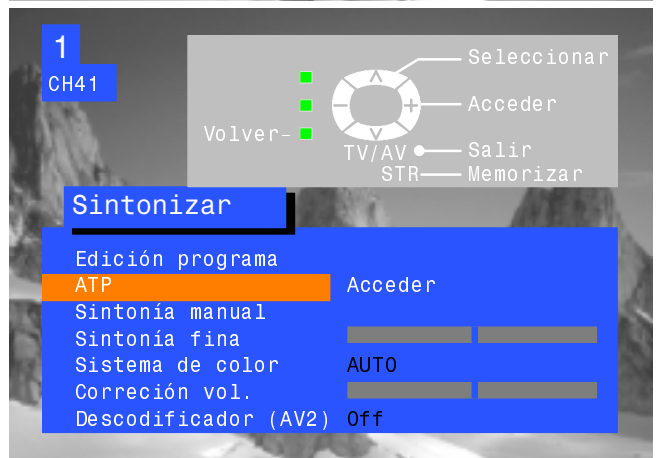 1
CH41
Seleccionar
Acceder
Volver
TV/AV Salir
STR Memorizar
Sintonizar
Edición programa
ATP Acceder
Sintonía manual
Sintonía fina
Sistema de color AUTO
Correción vol.
Descodificador (AV2) Off